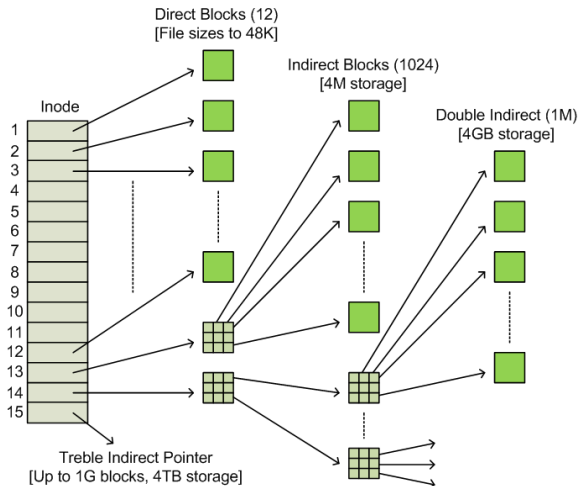 Direct Blocks (12)
[File sizes to 48K]
Indirect Blocks (1024)
[4M storage]
Double Indirect (1M)
[4GB storage]
Inode
1
2
3
4
5
6
7
8
9
10
11
12
13
14
15
Treble Indirect Pointer
[Up to 1G blocks, 4TB storage]